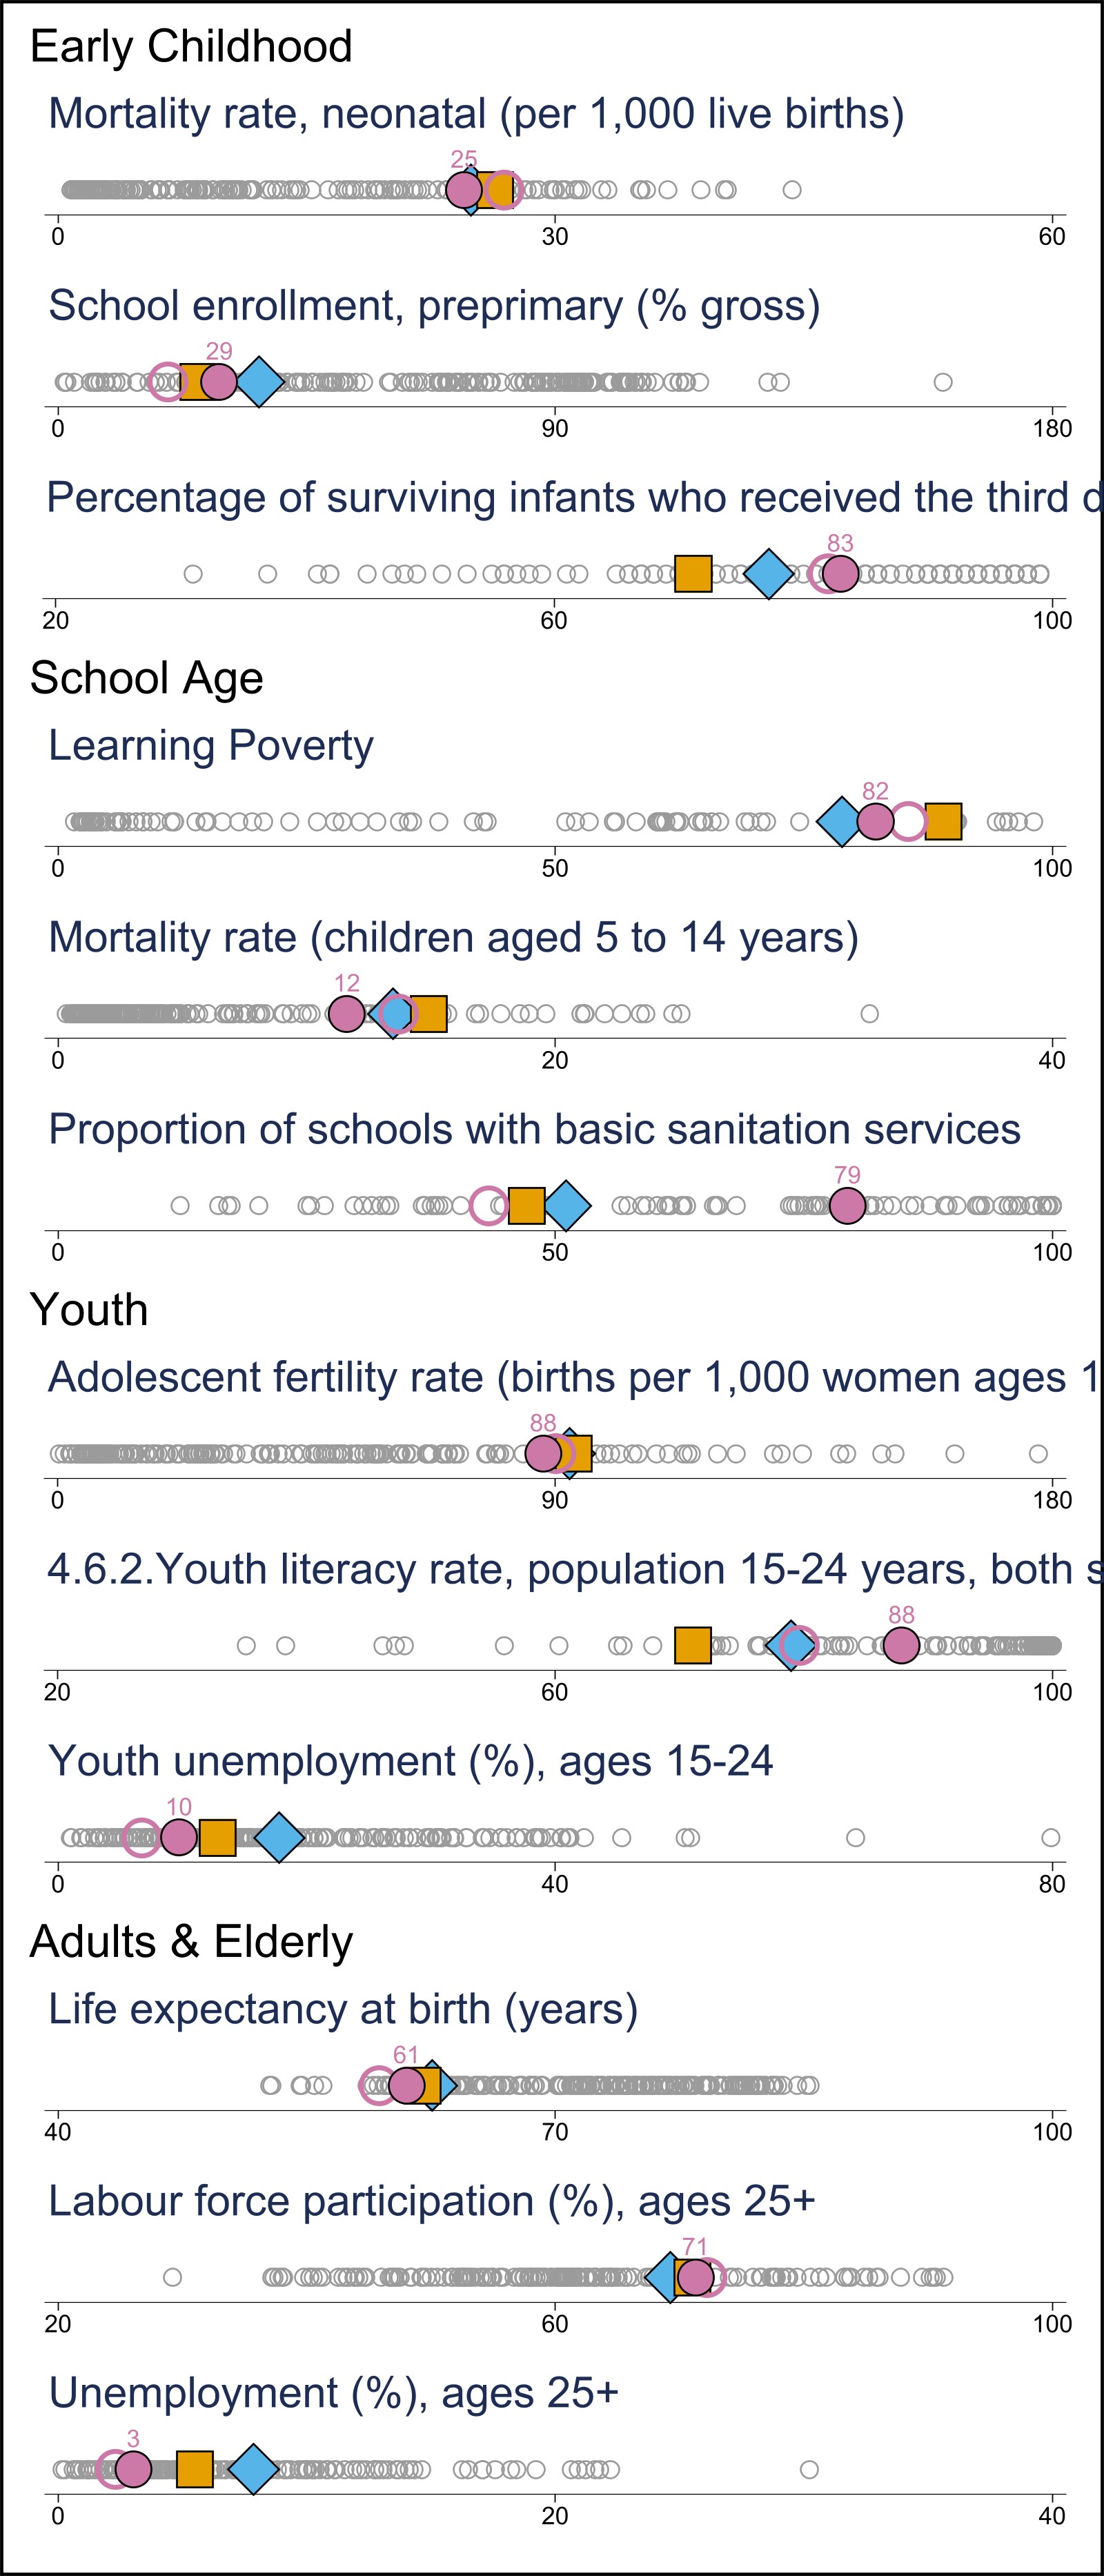 Early Childhood
Mortality rate, neonatal (per 1,000 live births)
25
0 30 60
School enrollment, preprimary (% gross)
29
0 90 180
Percentage of surviving infants who received the third d
83
20 60 100
School Age
Learning Poverty
82
0 50 100
Mortality rate (children aged 5 to 14 years)
12
0 20 40
Proportion of schools with basic sanitation services
79
0 50 100
Youth
Adolescent fertility rate (births per 1,000 women ages 1
88
0 90 180
4.6.2.Youth literacy rate, population 15-24 years, both s
88
20 60 100
Youth unemployment (%), ages 15-24
10
0 40 80
Adults & Elderly
Life expectancy at birth (years)
61
40 70 100
Labour force participation (%), ages 25+
71
20 60 100
Unemployment (%), ages 25+
3
0 20 40